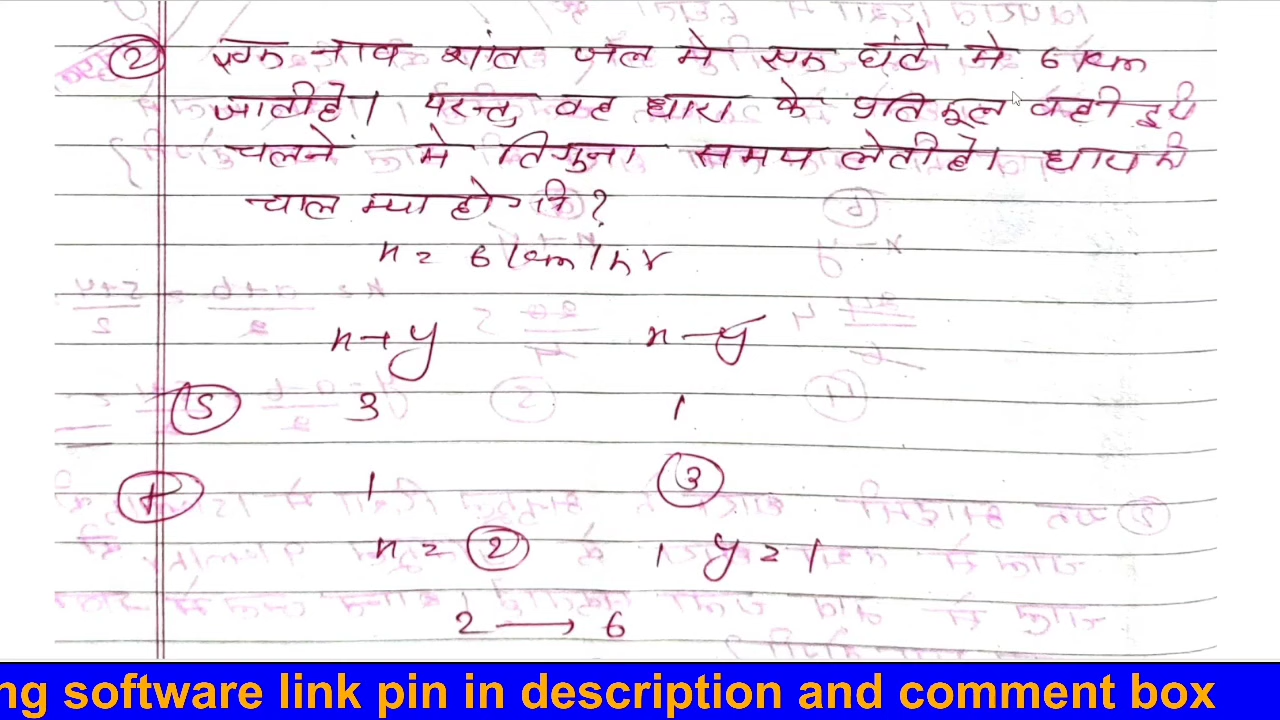 ② एक नाव शांत जल मे एक घंटे मे 6 km
जाती है। परन्तु वह धारा के प्रतिकूल वही दूरी
चलने मे तिगुना समय लेती है। धारा की
चाल क्या होगी?
x = 6 km/hr
x+y x-y
Ⓢ 3 1
1 ③
x = ② , y = 1
2 → 6
ng software link pin in description and comment box